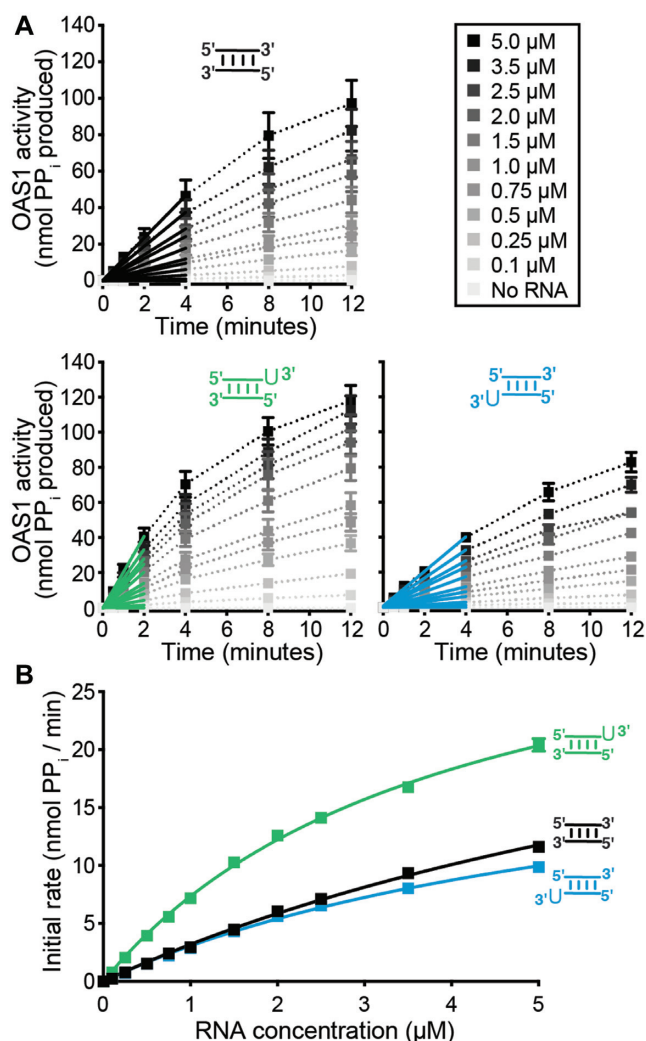 A
OAS1 activity
(nmol PPi produced)
140
120
100
80
60
40
20
0
0 2 4 6 8 10 12
Time (minutes)
5' 3'
3' 5'
5.0 µM
3.5 µM
2.5 µM
2.0 µM
1.5 µM
1.0 µM
0.75 µM
0.5 µM
0.25 µM
0.1 µM
No RNA
OAS1 activity
(nmol PPi produced)
140
120
100
80
60
40
20
0
0 2 4 6 8 10 12
Time (minutes)
5' U 3'
3' 5'
0 2 4 6 8 10 12
Time (minutes)
5' 3'
3' U 5'
B
Initial rate (nmol PPi / min)
25
20
15
10
5
0
0 1 2 3 4 5
RNA concentration (µM)
5' U 3'
3' 5'
5' 3'
3' 5'
5' 3'
3' U 5'